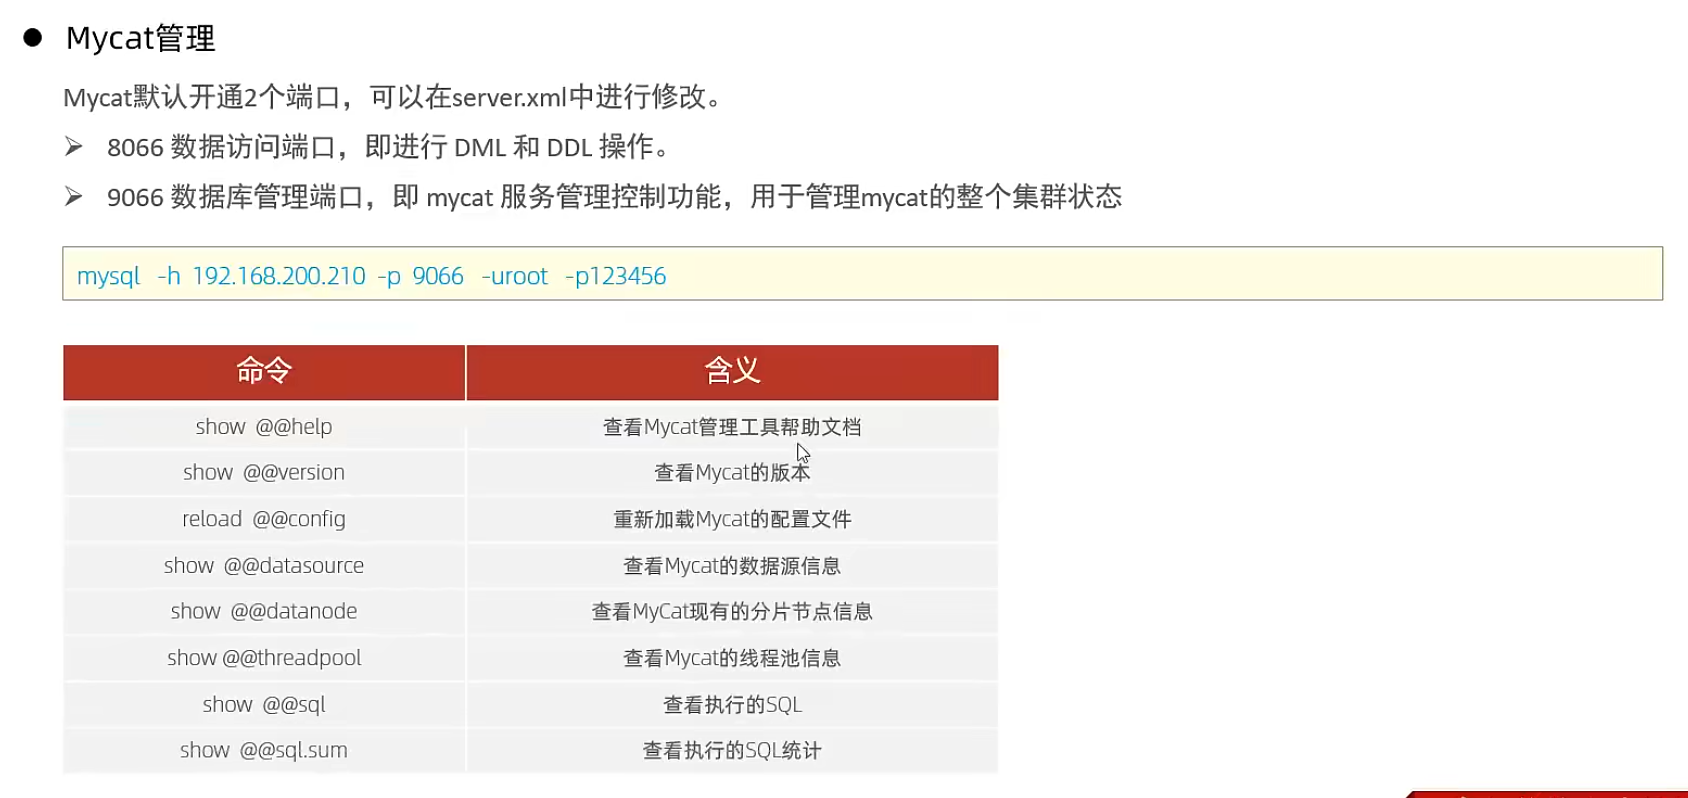 Mycat管理
Mycat默认开通2个端口，可以在server.xml中进行修改。
8066 数据访问端口，即进行 DML 和 DDL 操作。
9066 数据库管理端口，即 mycat 服务管理控制功能，用于管理mycat的整个集群状态
mysql -h 192.168.200.210 -p 9066 -uroot -p123456
命令 含义
show @@help 查看Mycat管理工具帮助文档
show @@version 查看Mycat的版本
reload @@config 重新加载Mycat的配置文件
show @@datasource 查看Mycat的数据源信息
show @@datanode 查看MyCat现有的分片节点信息
show @@threadpool 查看Mycat的线程池信息
show @@sql 查看执行的SQL
show @@sql.sum 查看执行的SQL统计